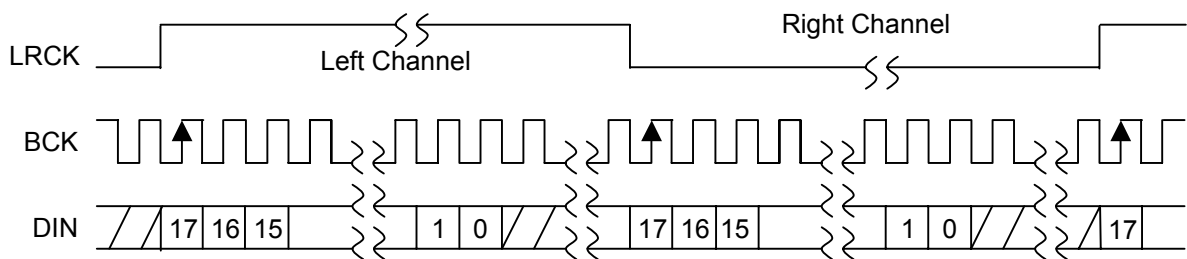 Right Channel
LRCK
Left Channel
BCK
DIN 17 16 15 1 0 17 16 15 1 0 17